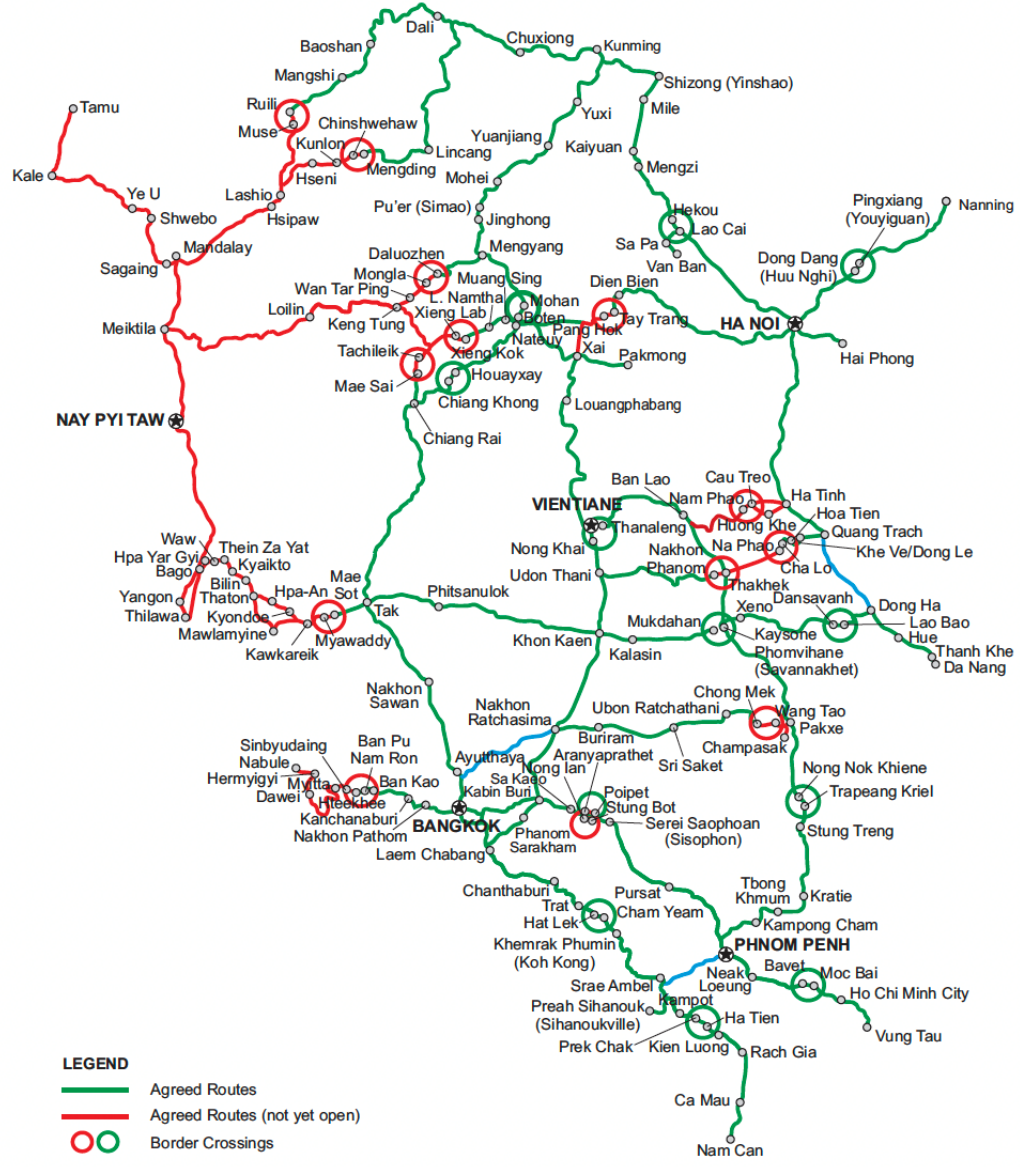 Dali
Chuxiong
Kunming
Baoshan
Mangshi
Shizong (Yinshao)
Ruili
Muse
Tamu
Yuxi
Mile
Chinshwehaw
Kunlon
Yuanjiang
Kaiyuan
Lincang
Mengding
Hseni
Mengzi
Kale
Mohei
Lashio
Hsipaw
Ye U
Shwebo
Pu'er (Simao)
Jinghong
Hekou
Lao Cai
Pingxiang
(Youyiguan)
Nanning
Mandalay
Sagaing
Daluozhen
Mengyang
Sa Pa
Van Ban
Dong Dang
(Huu Nghi)
Mongla
Muang Sing
Dien Bien
Wan Tar Ping
L. Namtha
Mohan
Loilin
Keng Tung
Xieng Lab
Boten
Tay Trang
HA NOI
Meiktila
Nateuy
Pang Hok
Tachileik
Xieng Kok
Xai
Pakmong
Hai Phong
Mae Sai
Houayxay
Chiang Khong
Louangphabang
NAY PYI TAW
Chiang Rai
Ban Lao
Cau Treo
Nam Phao
Ha Tinh
VIENTIANE
Thanaleng
Huong Khe
Hoa Tien
Quang Trach
Nong Khai
Na Phao
Khe Ve/Dong Le
Waw
Thein Za Yat
Nakhon
Phanom
Cha Lo
Hpa Yar Gyi
Bago
Kyaikto
Udon Thani
Thakhek
Bilin
Hpa-An
Mae
Sot
Yangon
Thaton
Thilawa
Kyondoe
Tak
Phitsanulok
Xeno
Dansavanh
Dong Ha
Mawlamyine
Myawaddy
Mukdahan
Kaysone
Phomvihane
(Savannakhet)
Lao Bao
Hue
Kawkareik
Khon Kaen
Kalasin
Thanh Khe
Da Nang
Nakhon
Sawan
Nakhon
Ratchasima
Ubon Ratchathani
Chong Mek
Wang Tao
Pakxe
Buriram
Champasak
Sri Saket
Sinbyudaing
Ban Pu
Nam Ron
Nabule
Ayutthaya
Aranyaprathet
Nong Ian
Hermyigyi
Myitta
Ban Kao
Sa Kaeo
Kabin Buri
Poipet
Nong Nok Khiene
Dawei
Hteekhee
Stung Bot
Trapeang Kriel
Kanchanaburi
BANGKOK
Serei Saophoan
(Sisophon)
Nakhon Pathom
Phanom
Sarakham
Stung Treng
Laem Chabang
Chanthaburi
Pursat
Tbong
Khmum
Kratie
Trat
Hat Lek
Cham Yeam
Kampong Cham
Khemrak Phumin
(Koh Kong)
PHNOM PENH
Neak
Loeung
Bavet
Moc Bai
Srae Ambel
Ho Chi Minh City
Preah Sihanouk
(Sihanoukville)
Kampot
Ha Tien
Vung Tau
Prek Chak
Kien Luong
Rach Gia
Ca Mau
Nam Can
LEGEND
Agreed Routes
Agreed Routes (not yet open)
Border Crossings